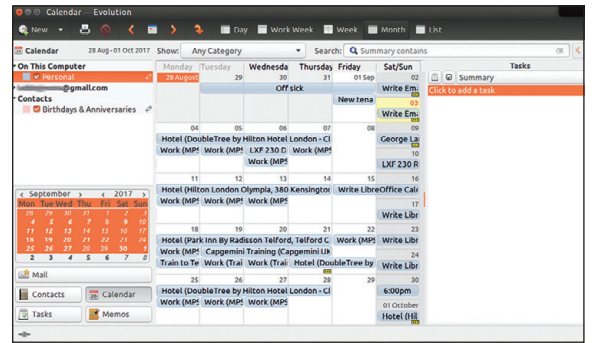 Calendar — Evolution
New Day Work Week Week Month List
Calendar 28 Aug - 01 Oct 2017 Show: Any Category Search: Summary contains
On This Computer
Personal
@gmail.com
Contacts
Birthdays & Anniversaries
Monday Tuesday Wednesda Thursday Friday Sat/Sun
28 August 29 30 31 01 Sep 02
Off sick Write Em
New tena 03
Write Em
04 05 06 07 08 09
Hotel (DoubleTree by Hilton Hotel London - Cl George La
Work (MPS Work (MPS LXF 230 D Work (MPS 10
Work (MPS LXF 230 R
11 12 13 14 15 16
Hotel (Hilton London Olympia, 380 Kensington Write LibreOffice Calc
Work (MPS Work (MPS Work (MPS Work (MPS 17
Write Libr
18 19 20 21 22 23
Hotel (Park Inn By Radisson Telford, Telford C Work (MPS Write Libr
Work (MPS Capgemini Training (Capgemini UK 24
Train to Te Work (Trai Work (Trai Hotel (DoubleTree by Write Libr
25 26 27 28 29 30
Hotel (DoubleTree by Hilton Hotel London - Cl 6:00pm
Work (MPS Work (MPS Work (MPS Work (MPS 01 October
Hotel (Hil
Tasks
Summary
Click to add a task
September 2017
Mon Tue Wed Thu Fri Sat Sun
28 29 30 31 1 2 3
4 5 6 7 8 9 10
11 12 13 14 15 16 17
18 19 20 21 22 23 24
25 26 27 28 29 30 1
2 3 4 5 6 7 8
Mail
Contacts Calendar
Tasks Memos